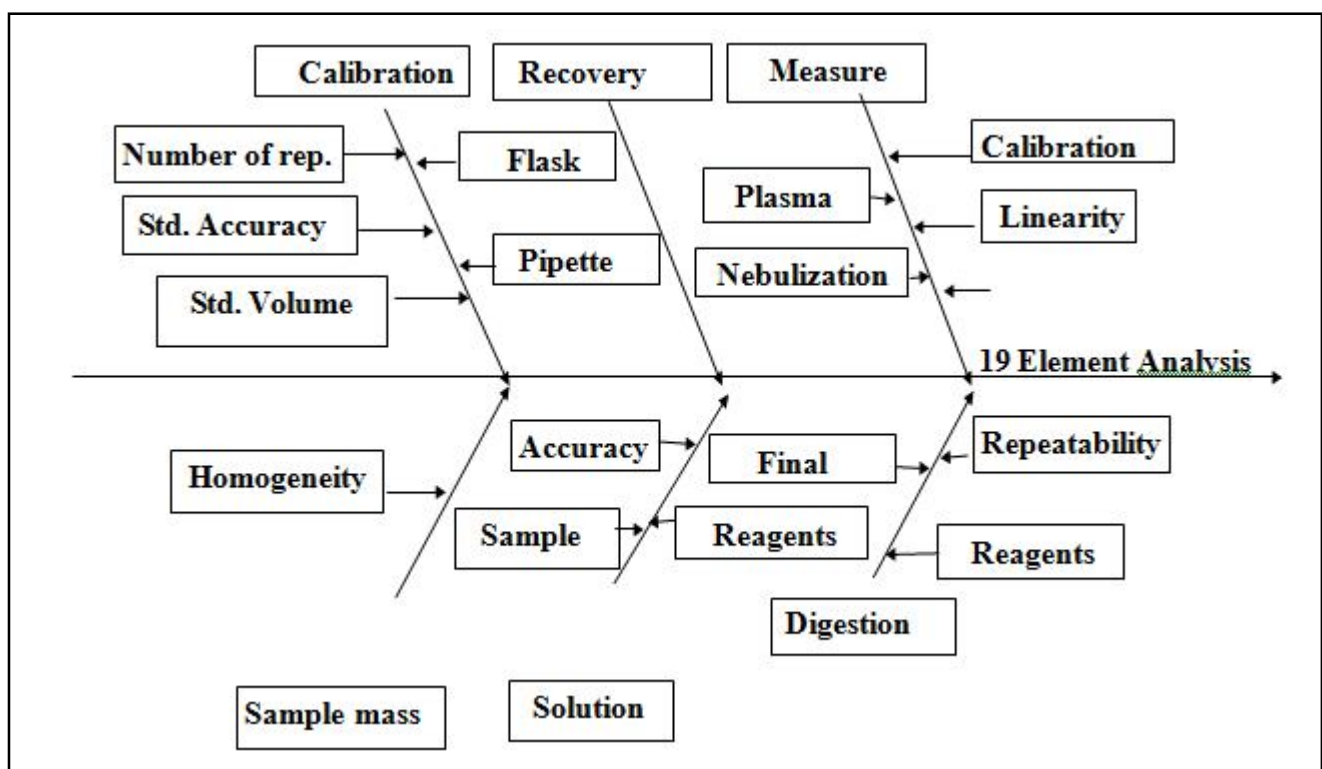 Calibration
Recovery
Measure
Number of rep.
Flask
Calibration
Plasma
Std. Accuracy
Linearity
Pipette
Nebulization
Std. Volume
19 Element Analysis
Accuracy
Final
Repeatability
Homogeneity
Sample
Reagents
Reagents
Digestion
Sample mass
Solution